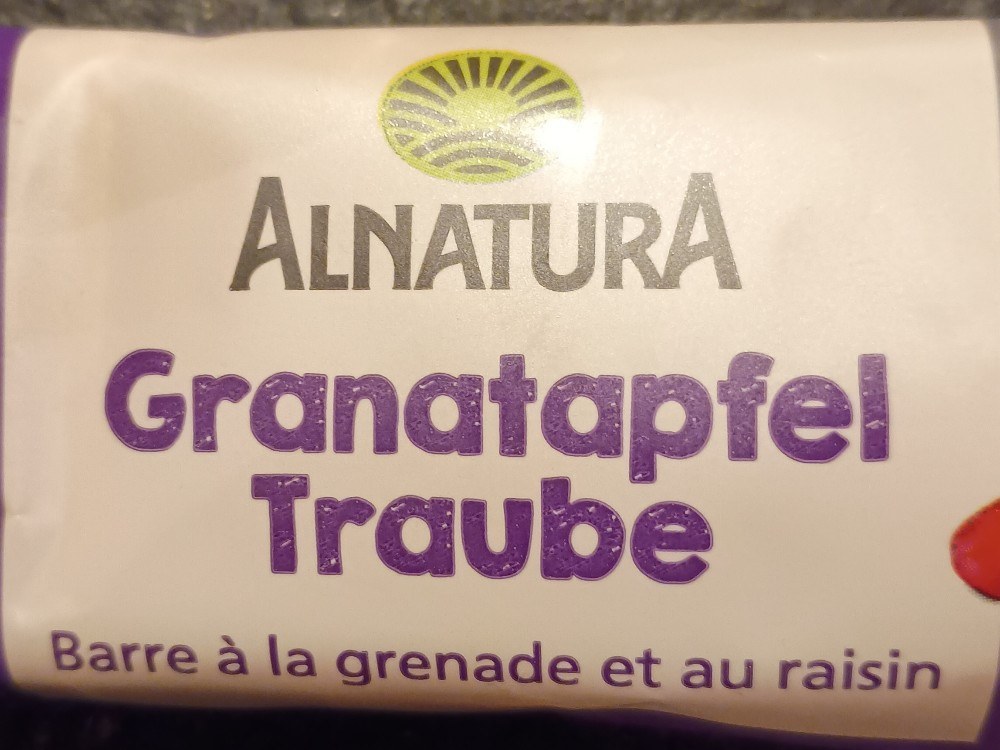 ALNATURA
Granatapfel
Traube
Barre à la grenade et au raisin